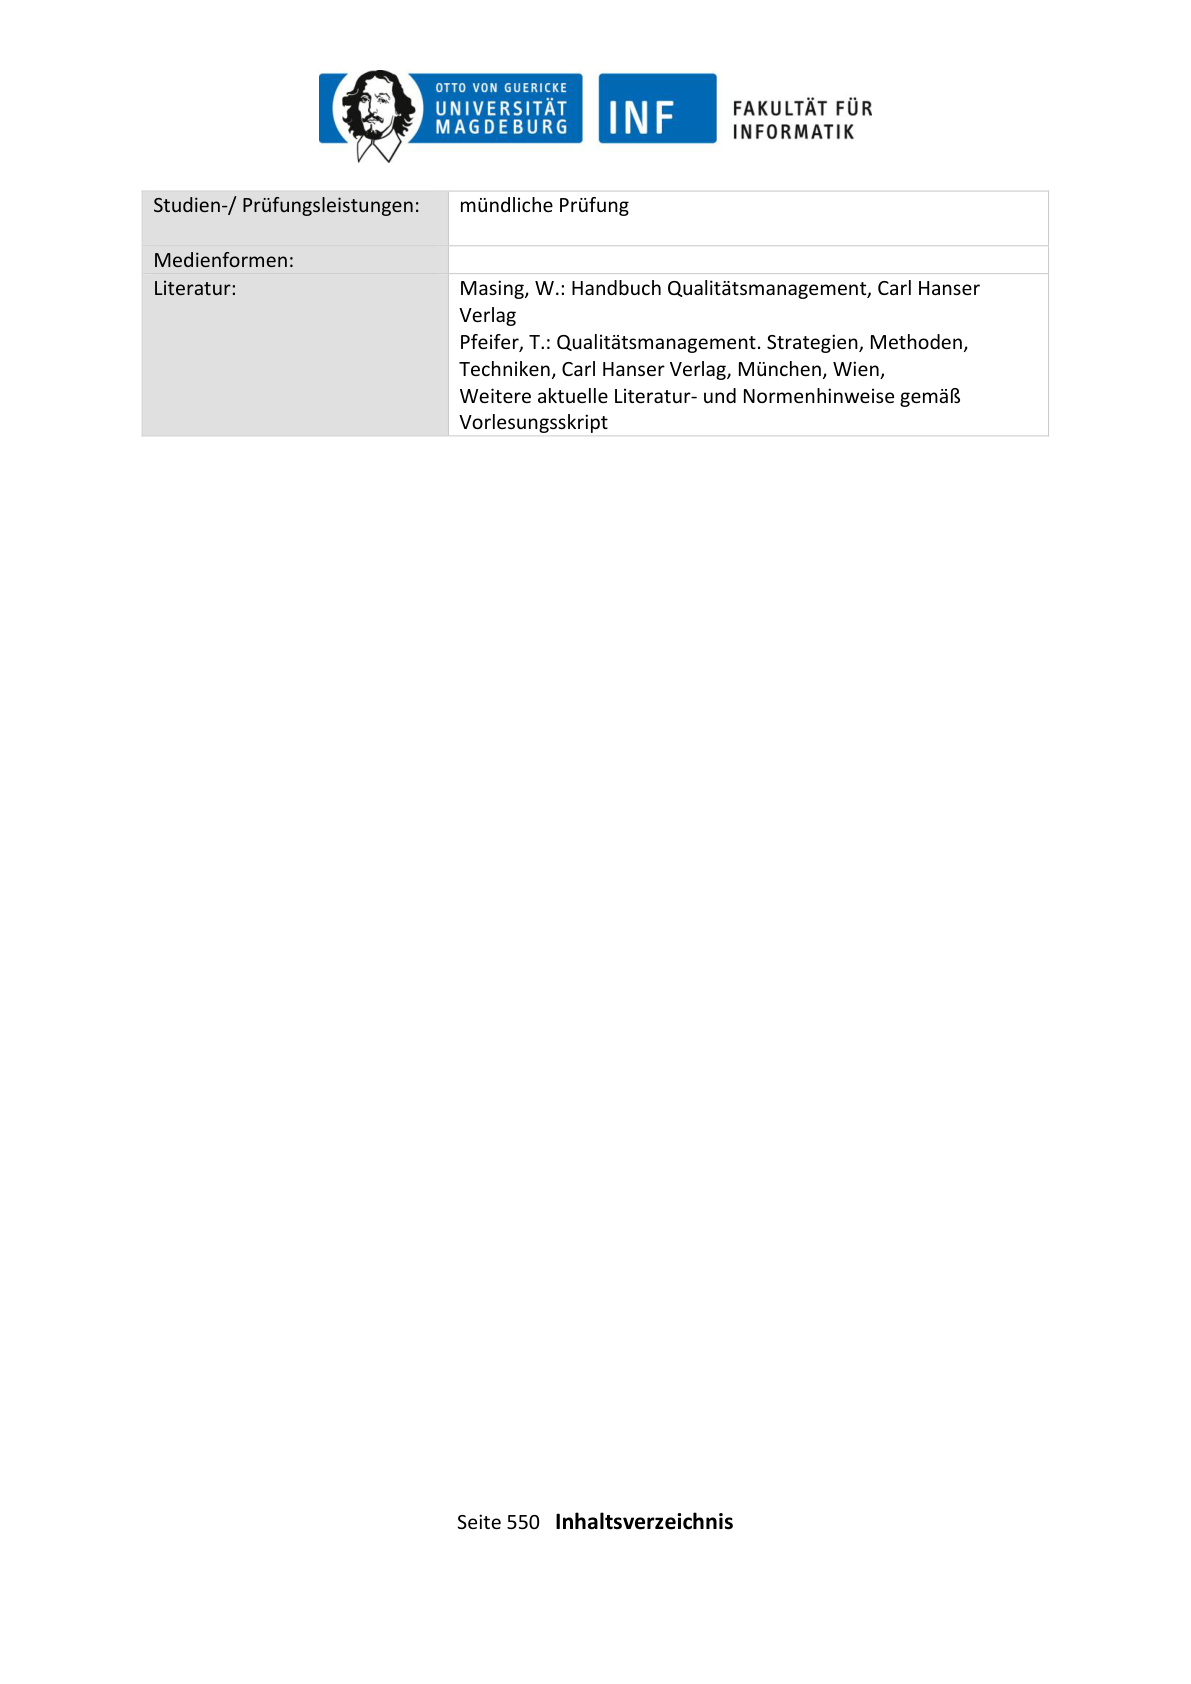 OTTO VON GUERICKE
UNIVERSITÄT
MAGDEBURG
INF
FAKULTÄT FÜR
INFORMATIK
Studien-/ Prüfungsleistungen:
mündliche Prüfung
Medienformen:
Literatur:
Masing, W.: Handbuch Qualitätsmanagement, Carl Hanser
Verlag
Pfeifer, T.: Qualitätsmanagement. Strategien, Methoden,
Techniken, Carl Hanser Verlag, München, Wien,
Weitere aktuelle Literatur- und Normenhinweise gemäß
Vorlesungsskript
Seite 550 Inhaltsverzeichnis